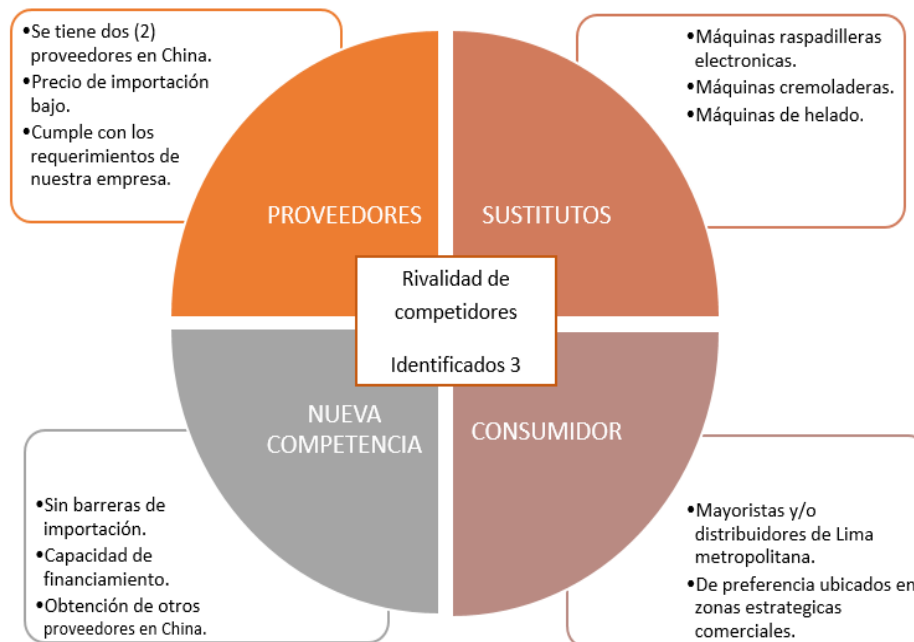 •Se tiene dos (2)
proveedores en China.
•Precio de importación
bajo.
•Cumple con los
requerimientos de
nuestra empresa.
•Máquinas raspadilleras
electronicas.
•Máquinas cremoladeras.
•Máquinas de helado.
PROVEEDORES
SUSTITUTOS
Rivalidad de
competidores
Identificados 3
NUEVA
COMPETENCIA
CONSUMIDOR
•Sin barreras de
importación.
•Capacidad de
financiamiento.
•Obtención de otros
proveedores en China.
•Mayoristas y/o
distribuidores de Lima
metropolitana.
•De preferencia ubicados en
zonas estrategicas
comerciales.